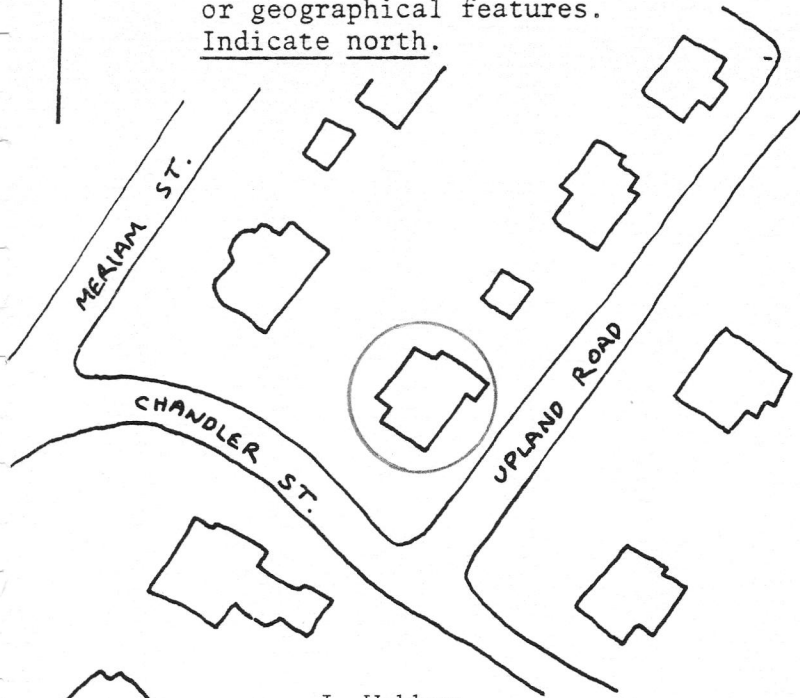 or geographical features.
Indicate north.
MERIAM ST.
CHANDLER ST.
UPLAND ROAD